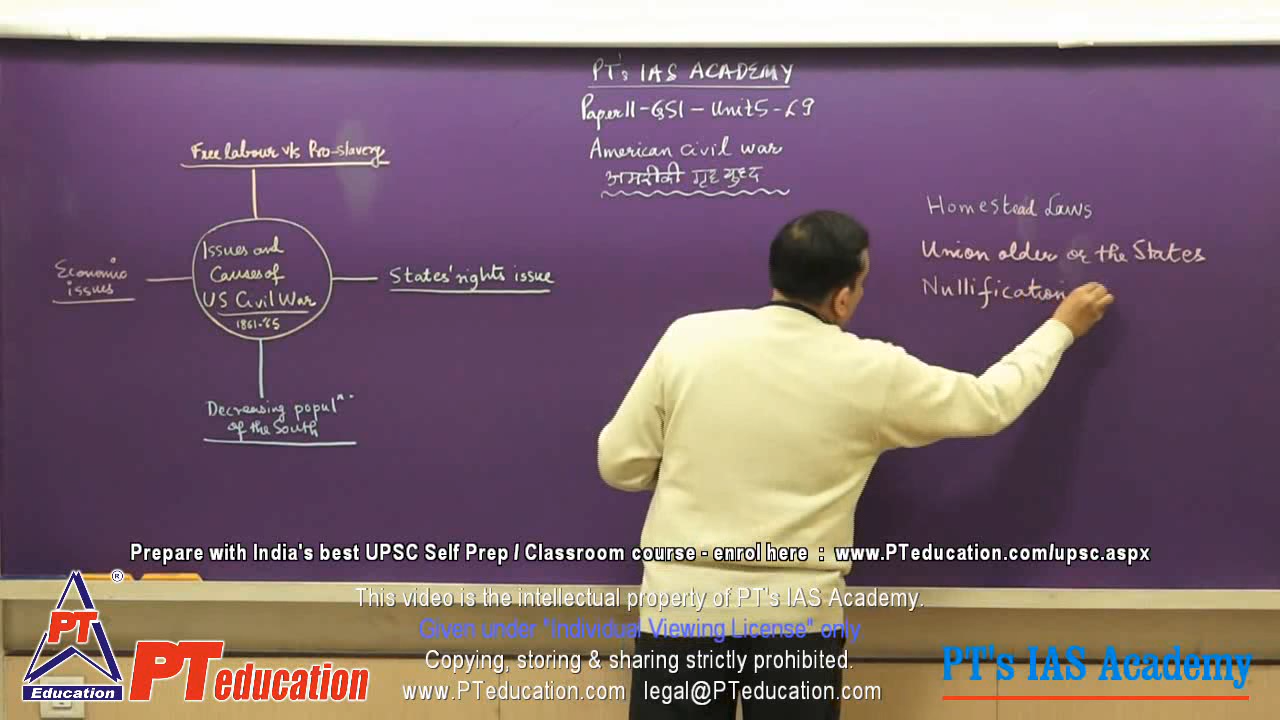 PT's IAS ACADEMY
Paper II - GS1 - Unit 5 - L9
American civil war
अमरीकी गृह युध्द
Free labour v/s Pro-slavery
Issues and
Causes of
US Civil War
1861-'65
Economic
issues
States' rights issue
Decreasing popul^n.
of the South
Homestead Laws
Union older or the States
Nullification
Prepare with India's best UPSC Self Prep / Classroom course - enrol here : www.PTeducation.com/upsc.aspx
This video is the intellectual property of PT's IAS Academy.
Given under "Individual Viewing License" only
Copying, storing & sharing strictly prohibited.
www.PTeducation.com legal@PTeducation.com
®
PT
Education
PT education
PT's IAS Academy